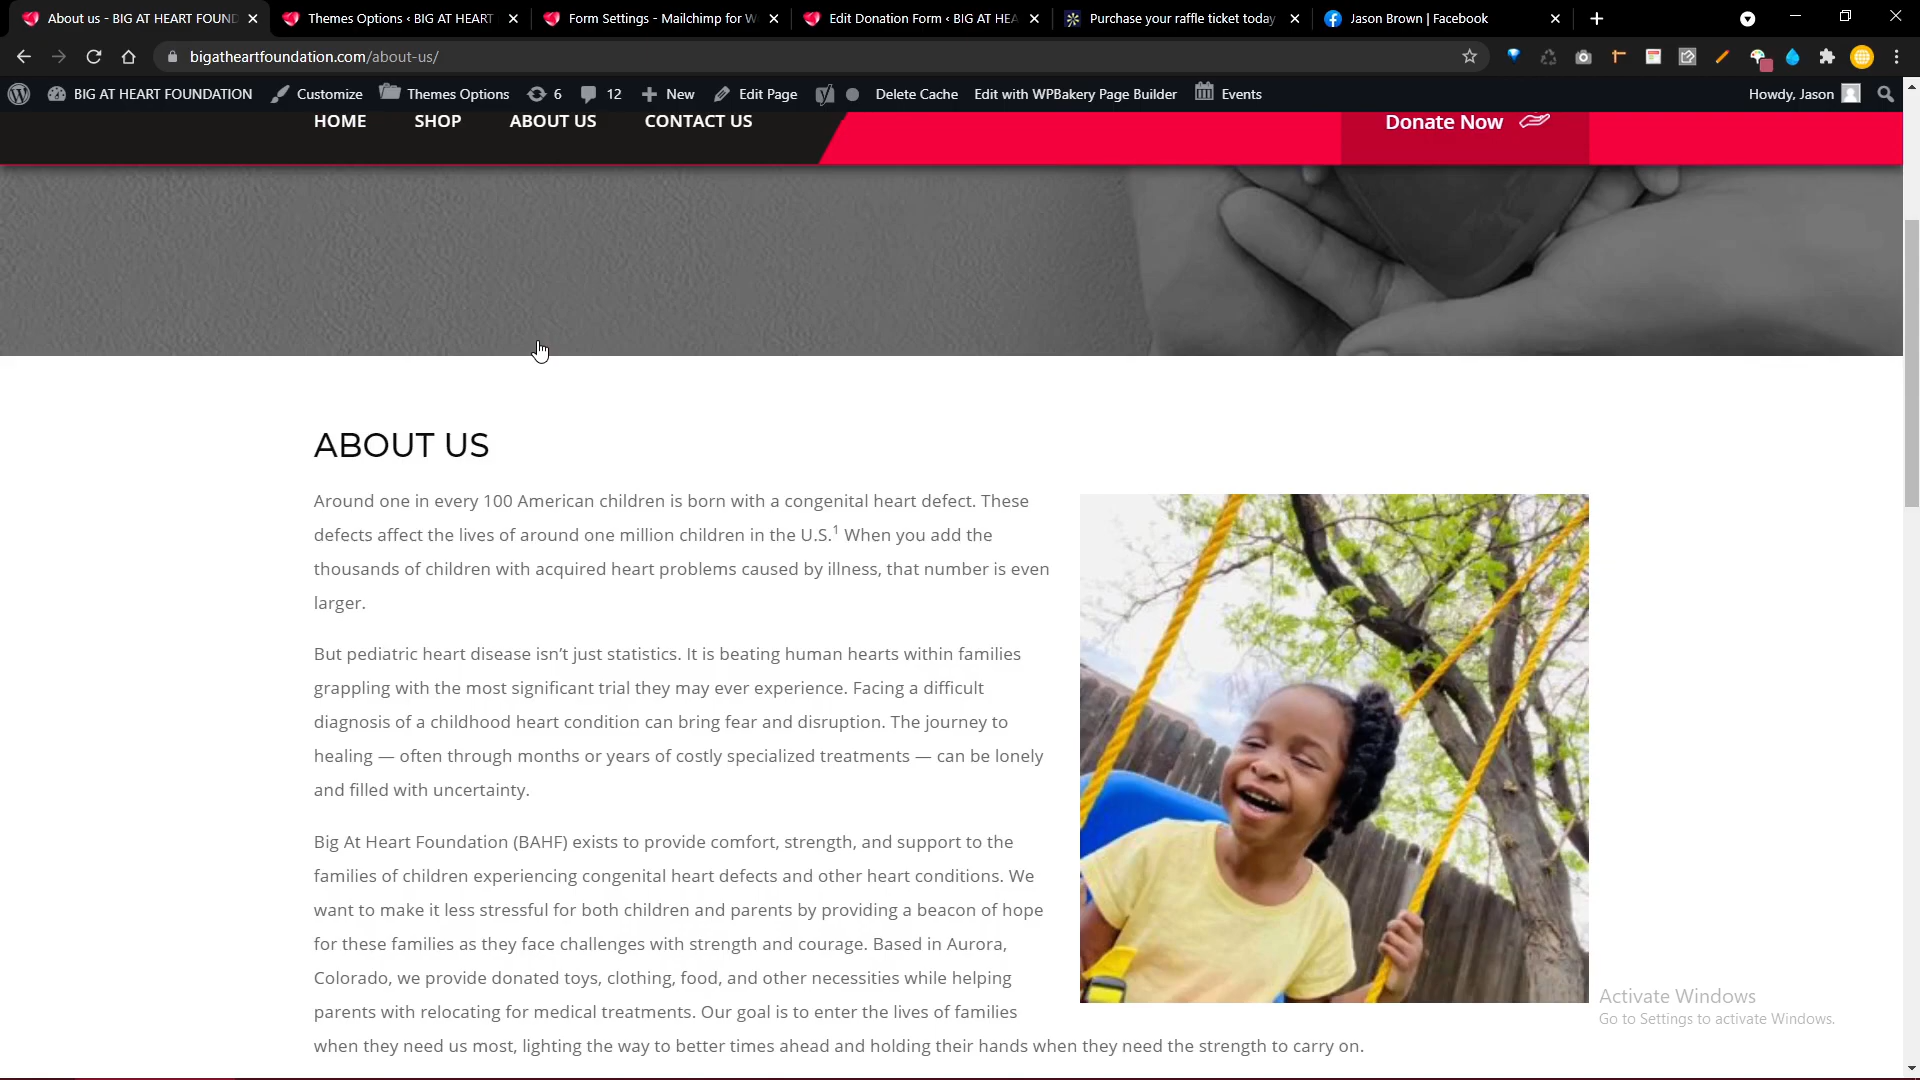 About us - BIG AT HEART FOUND
Themes Options ‹ BIG AT HEART
Form Settings - Mailchimp for W
Edit Donation Form ‹ BIG AT HEA
Purchase your raffle ticket today
Jason Brown | Facebook
bigatheartfoundation.com/about-us/
BIG AT HEART FOUNDATION
Customize
Themes Options
6
12
New
Edit Page
Delete Cache
Edit with WPBakery Page Builder
Events
Howdy, Jason
HOME
SHOP
ABOUT US
CONTACT US
Donate Now
ABOUT US
Around one in every 100 American children is born with a congenital heart defect. These
defects affect the lives of around one million children in the U.S.¹ When you add the
thousands of children with acquired heart problems caused by illness, that number is even
larger.
But pediatric heart disease isn't just statistics. It is beating human hearts within families
grappling with the most significant trial they may ever experience. Facing a difficult
diagnosis of a childhood heart condition can bring fear and disruption. The journey to
healing — often through months or years of costly specialized treatments — can be lonely
and filled with uncertainty.
Big At Heart Foundation (BAHF) exists to provide comfort, strength, and support to the
families of children experiencing congenital heart defects and other heart conditions. We
want to make it less stressful for both children and parents by providing a beacon of hope
for these families as they face challenges with strength and courage. Based in Aurora,
Colorado, we provide donated toys, clothing, food, and other necessities while helping
parents with relocating for medical treatments. Our goal is to enter the lives of families
when they need us most, lighting the way to better times ahead and holding their hands when they need the strength to carry on.
Activate Windows
Go to Settings to activate Windows.